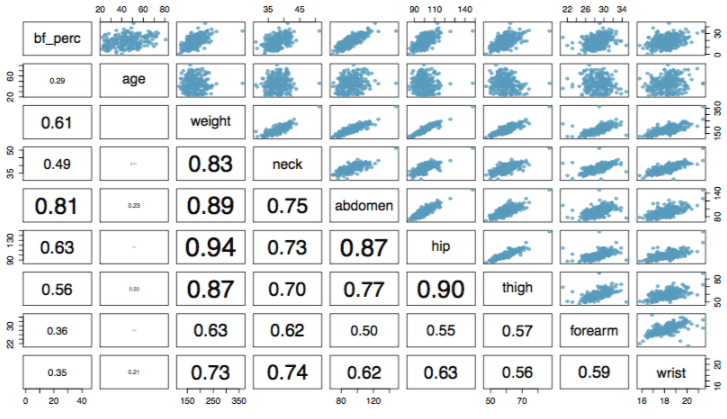 20 40 60 80 35 45 90 110 140 22 26 30 34
bf_perc 0 30
20 60 0.29 age
0.61 weight 150 350
35 50 0.49 0.83 neck
0.81 0.23 0.89 0.75 abdomen 80 140
90 130 0.63 0.94 0.73 0.87 hip
0.56 0.20 0.87 0.70 0.77 0.90 thigh 50 80
22 30 0.36 0.63 0.62 0.50 0.55 0.57 forearm
0.35 0.21 0.73 0.74 0.62 0.63 0.56 0.59 wrist 16 20
0 20 40 150 250 350 80 120 50 70 16 18 20